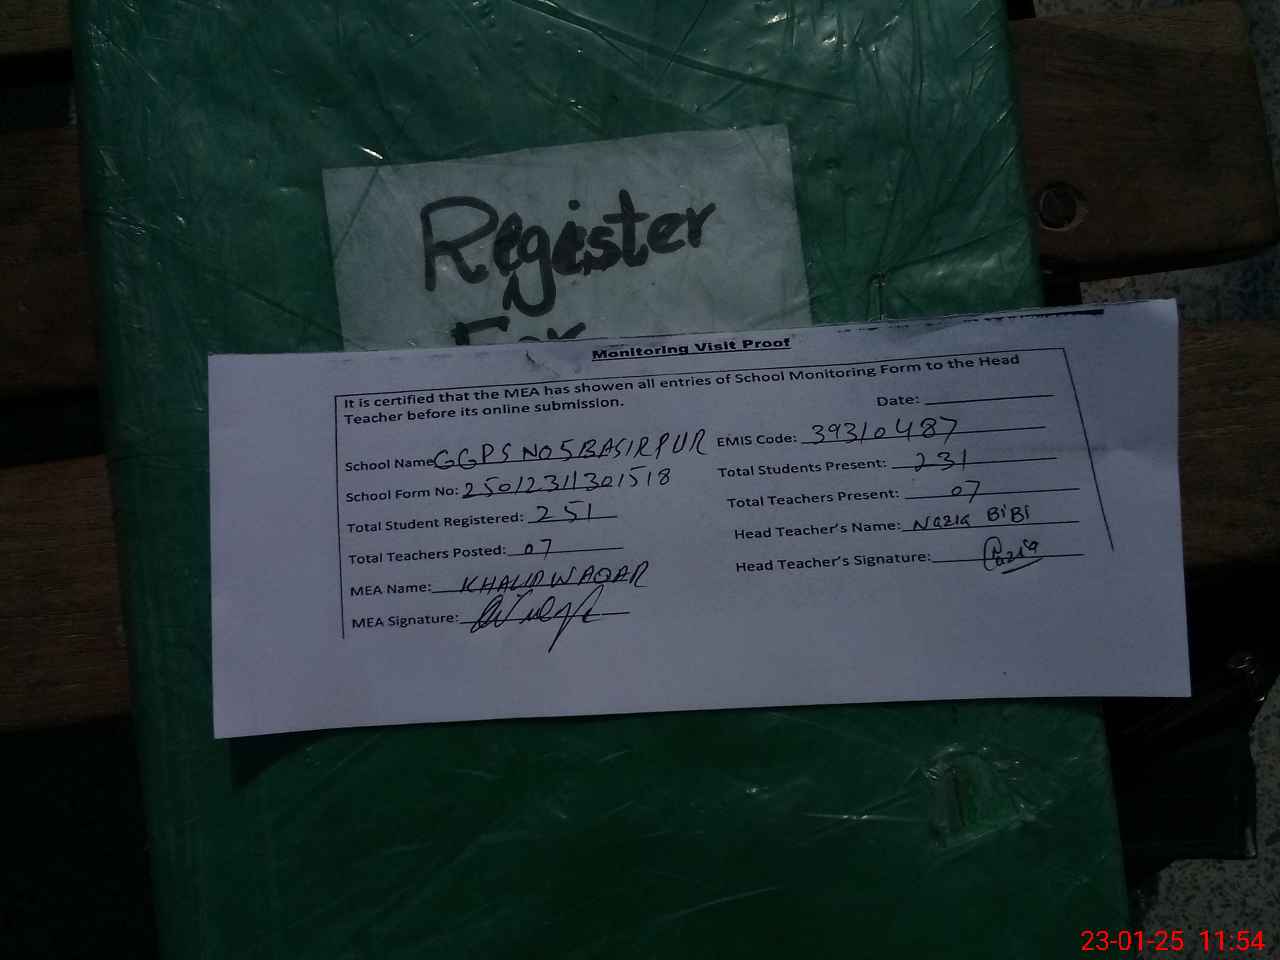 Register
For
Monitoring Visit Proof
It is certified that the MEA has showen all entries of School Monitoring Form to the Head
Teacher before its online submission.
Date:
School Name GGPS NO 5 BASIRPUR EMIS Code: 39310487
School Form No: 25012311301518 Total Students Present: 231
Total Student Registered: 251 Total Teachers Present: 07
Total Teachers Posted: 07 Head Teacher's Name: Nazia BiBi
MEA Name: KHALID WAQAR Head Teacher's Signature: Nazia
MEA Signature:
23-01-25 11:54